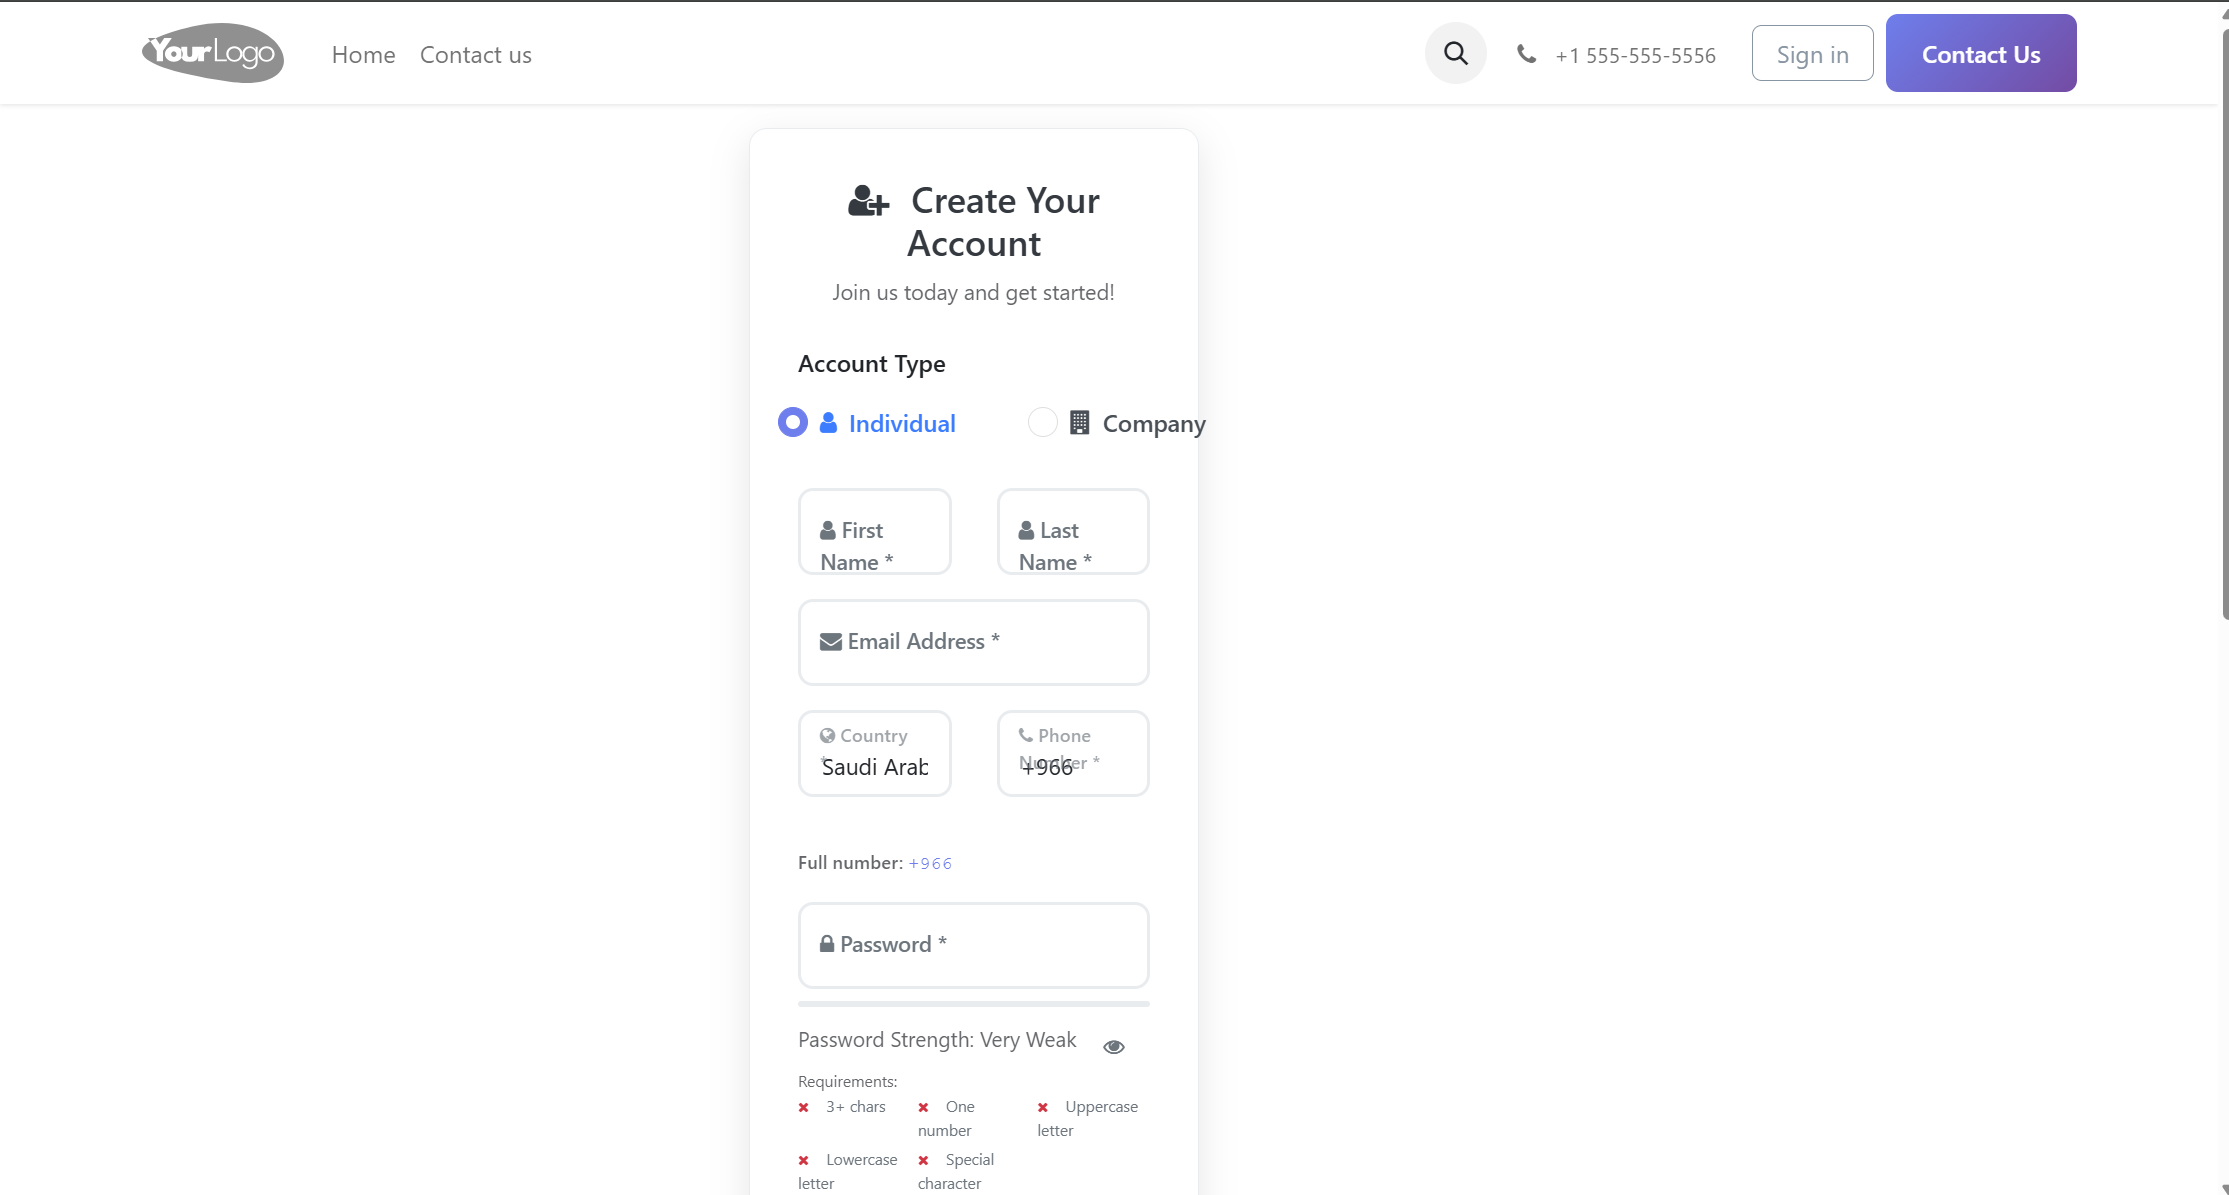 YourLogo
Home
Contact us
+1 555-555-5556
Sign in
Contact Us
Create Your
Account
Join us today and get started!
Account Type
Individual
Company
First
Name *
Last
Name *
Email Address *
Country
*
Saudi Arab
Phone
Number *
+966
Full number: +966
Password *
Password Strength: Very Weak
Requirements:
3+ chars
One
number
Uppercase
letter
Lowercase
letter
Special
character